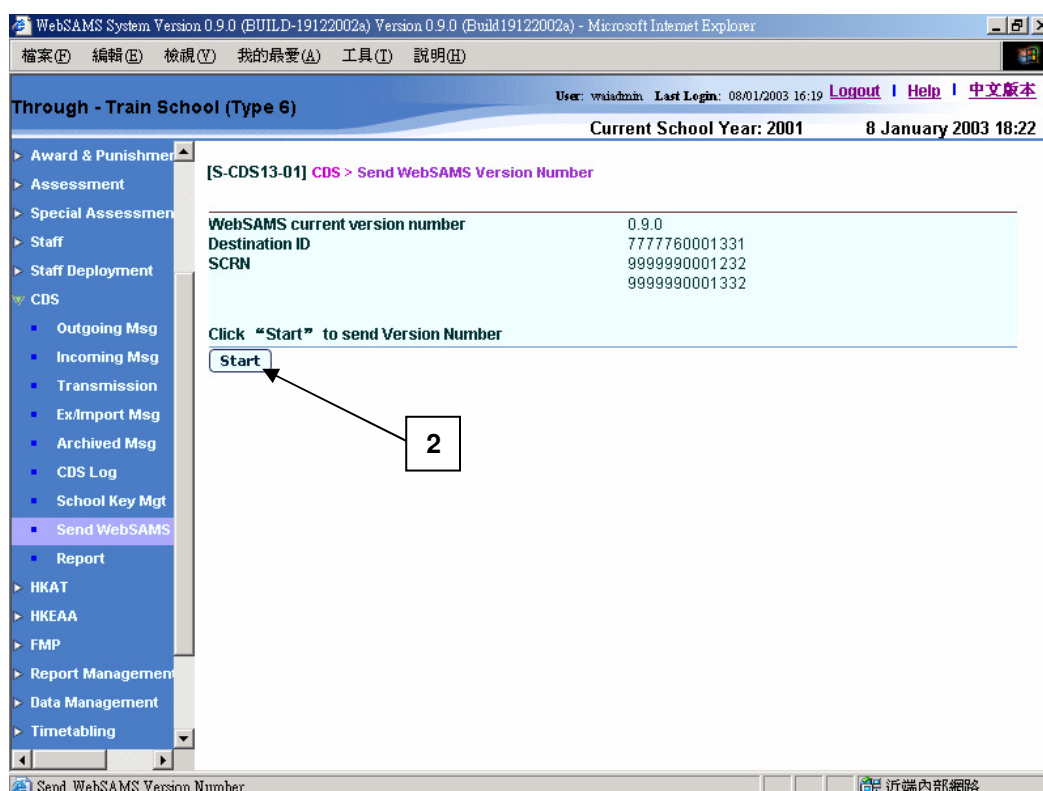 WebSAMS System Version 0.9.0 (BUILD-19122002a) Version 0.9.0 (Build19122002a) - Microsoft Internet Explorer
檔案(F) 編輯(E) 檢視(V) 我的最愛(A) 工具(T) 說明(H)
Through - Train School (Type 6)
User: waiadmin Last Login: 08/01/2003 16:19 Logout | Help | 中文版本
Current School Year: 2001 8 January 2003 18:22
Award & Punishmen
Assessment
Special Assessmen
Staff
Staff Deployment
CDS
Outgoing Msg
Incoming Msg
Transmission
Ex/Import Msg
Archived Msg
CDS Log
School Key Mgt
Send WebSAMS
Report
HKAT
HKEAA
FMP
Report Managemen
Data Management
Timetabling
[S-CDS13-01] CDS > Send WebSAMS Version Number
WebSAMS current version number 0.9.0
Destination ID 7777760001331
SCRN 9999990001232
9999990001332
Click “Start” to send Version Number
Start
2
Send WebSAMS Version Number 近端內部網路